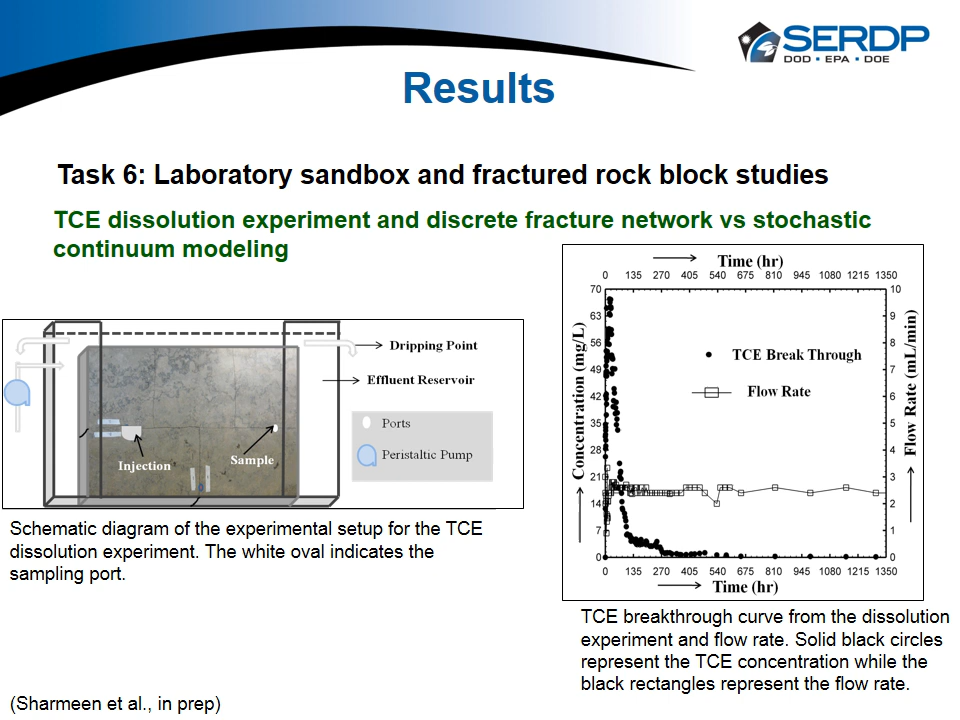 SERDP
DOD • EPA • DOE
Results
Task 6: Laboratory sandbox and fractured rock block studies
TCE dissolution experiment and discrete fracture network vs stochastic
continuum modeling
Dripping Point
Effluent Reservoir
Ports
Peristaltic Pump
Injection
Sample
Schematic diagram of the experimental setup for the TCE
dissolution experiment. The white oval indicates the
sampling port.
Time (hr)
0 135 270 405 540 675 810 945 1080 1215 1350
70
63
56
49
42
35
28
21
14
7
0
Concentration (mg/L)
TCE Break Through
Flow Rate
10
9
8
7
6
5
4
3
2
1
0
Flow Rate (mL/min)
0 135 270 405 540 675 810 945 1080 1215 1350
Time (hr)
TCE breakthrough curve from the dissolution
experiment and flow rate. Solid black circles
represent the TCE concentration while the
black rectangles represent the flow rate.
(Sharmeen et al., in prep)